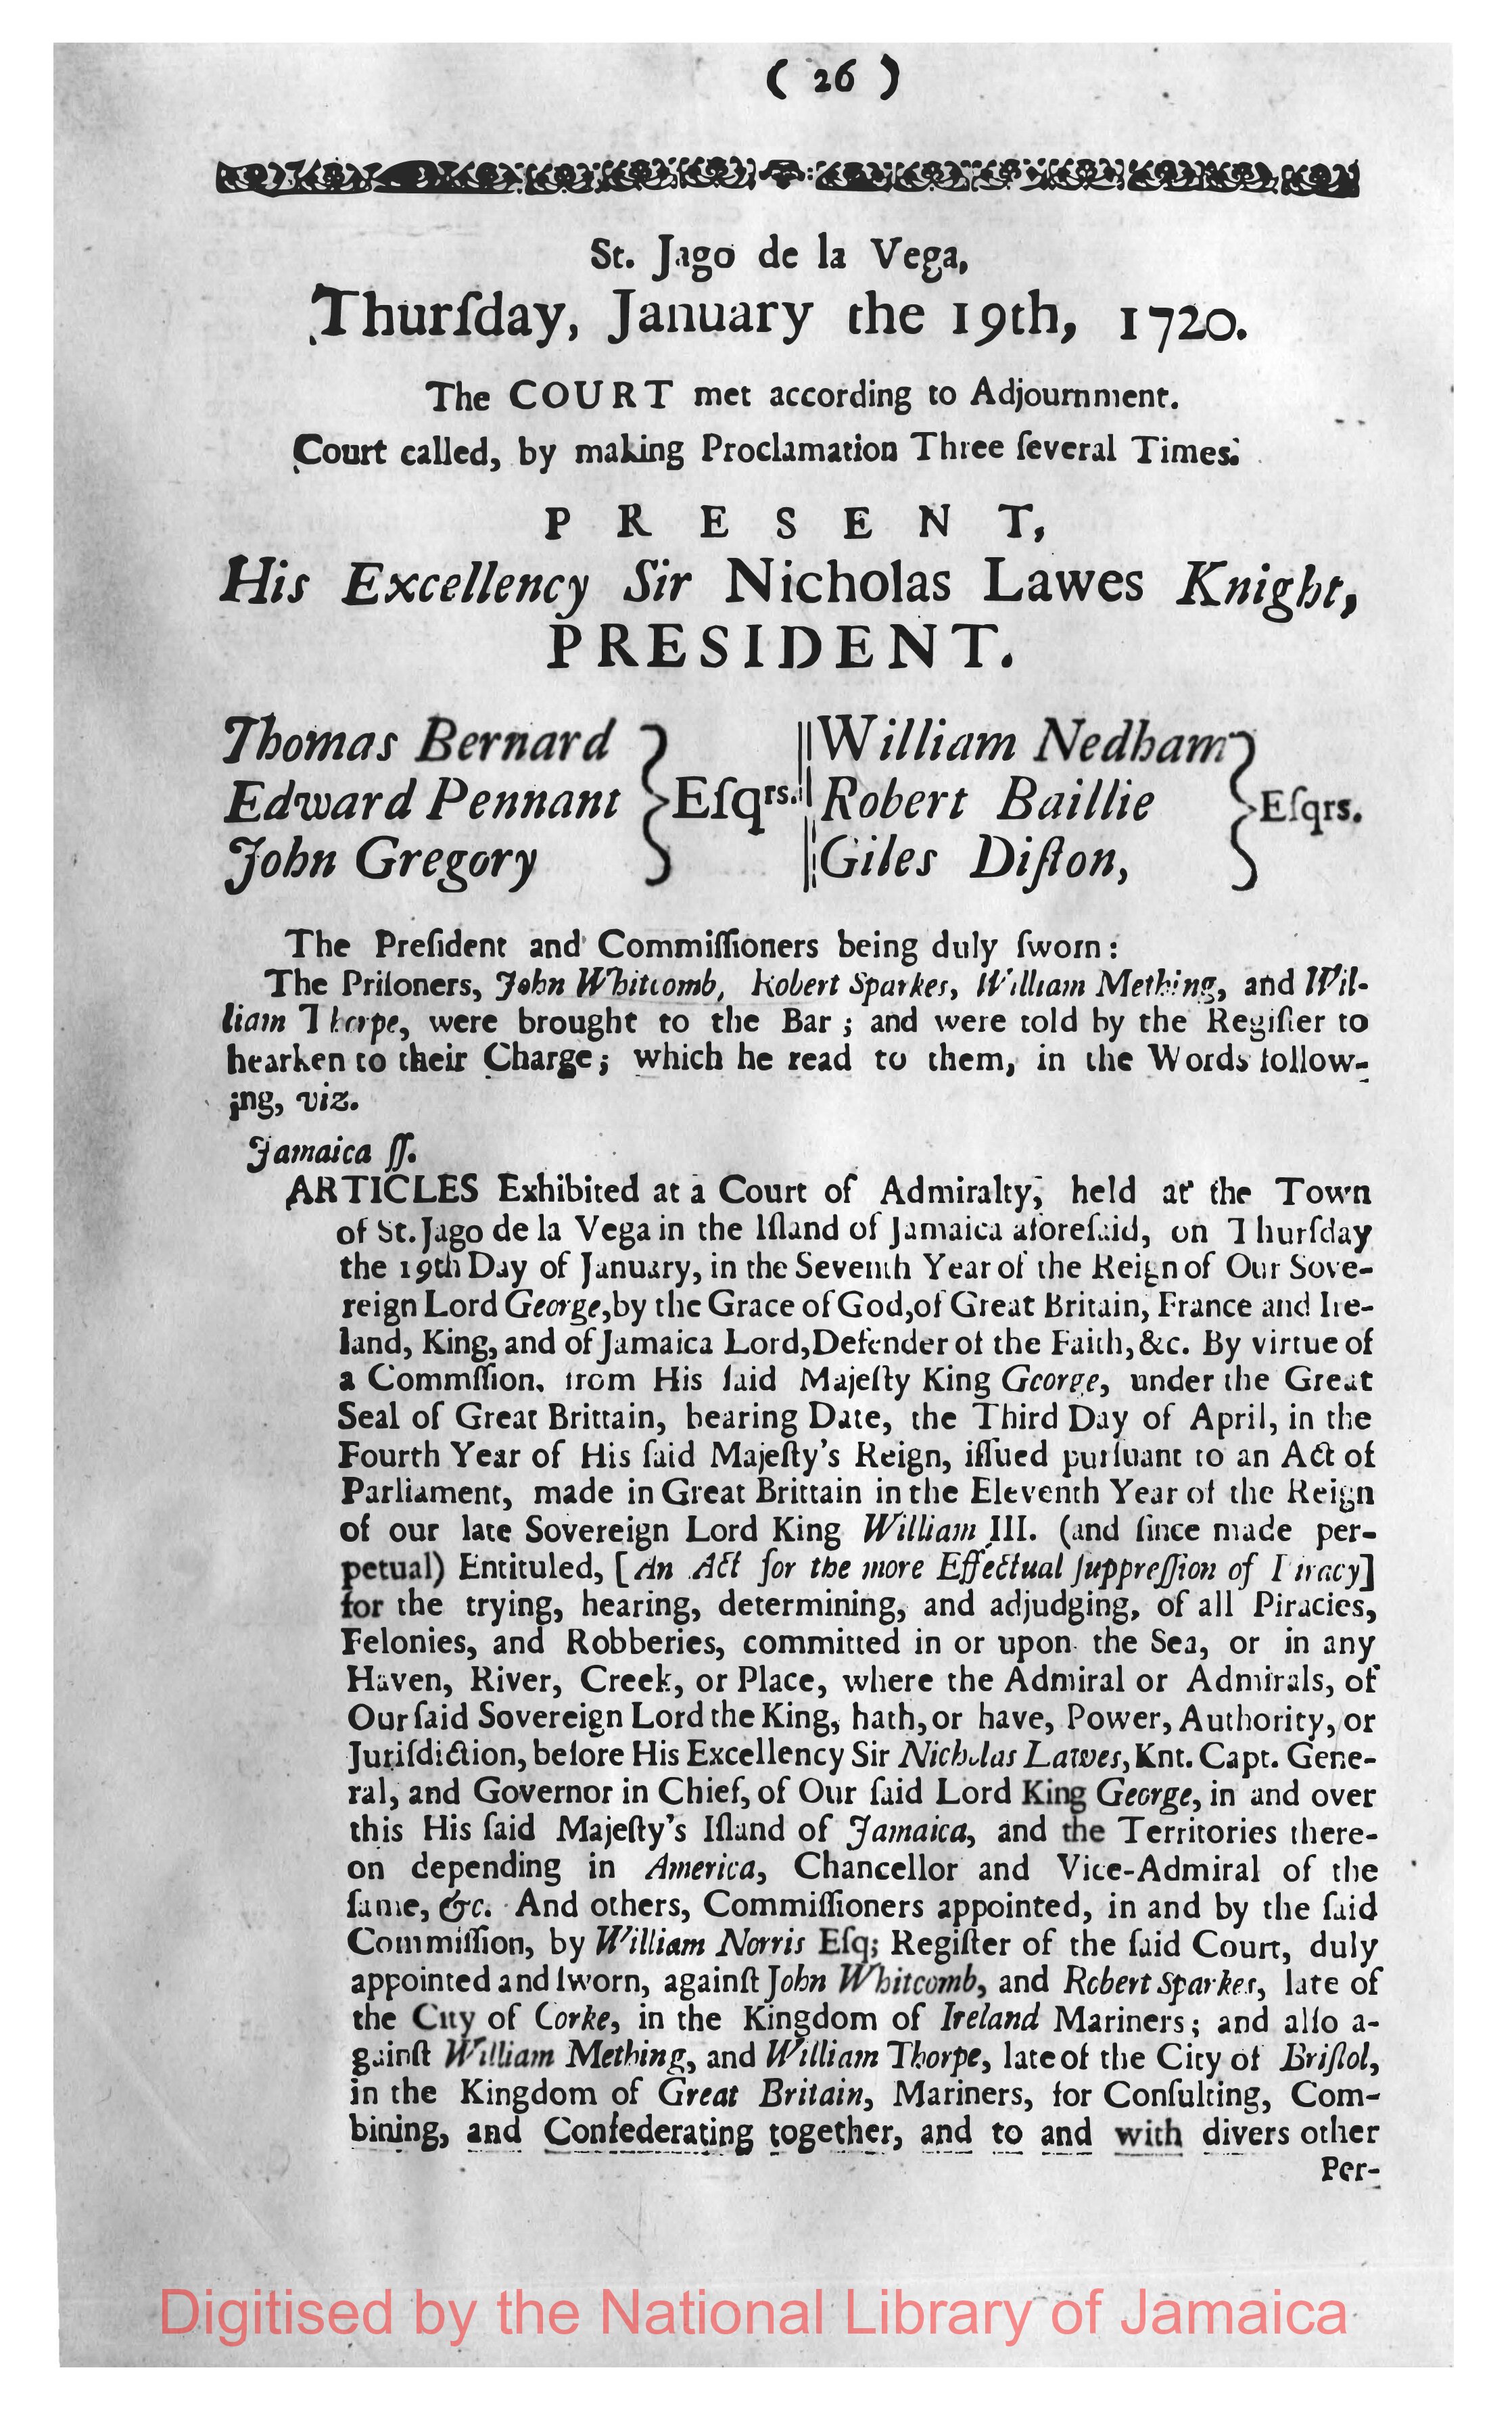 ( 26 )
St. Jago de la Vega,
Thurſday, January the 19th, 1720.
The COURT met according to Adjournment.
Court called, by making Proclamation Three ſeveral Times.
P R E S E N T,
His Excellency Sir Nicholas Lawes Knight,
PRESIDENT.
Thomas Bernard
Edward Pennant
John Gregory
Eſqrs.
William Nedham
Robert Baillie
Giles Diſton,
Eſqrs.
The Preſident and Commiſſioners being duly ſworn:
The Priſoners, John Whitcomb, Robert Sparkes, William Mething, and Wil-
liam Thorpe, were brought to the Bar; and were told by the Regiſter to
hearken to their Charge; which he read to them, in the Words follow-
ing, viz.
Jamaica ſſ.
ARTICLES Exhibited at a Court of Admiralty, held at the Town
of St. Jago de la Vega in the Iſland of Jamaica aforeſaid, on Thurſday
the 19th Day of January, in the Seventh Year of the Reign of Our Sove-
reign Lord George, by the Grace of God, of Great Britain, France and Ire-
land, King, and of Jamaica Lord, Defender of the Faith, &c. By virtue of
a Commſſion, from His ſaid Majeſty King George, under the Great
Seal of Great Brittain, bearing Date, the Third Day of April, in the
Fourth Year of His ſaid Majeſty's Reign, iſſued purſuant to an Act of
Parliament, made in Great Brittain in the Eleventh Year of the Reign
of our late Sovereign Lord King William III. (and ſince made per-
petual) Entituled, [An Act for the more Effectual ſuppreſſion of Piracy]
for the trying, hearing, determining, and adjudging, of all Piracies,
Felonies, and Robberies, committed in or upon the Sea, or in any
Haven, River, Creek, or Place, where the Admiral or Admirals, of
Our ſaid Sovereign Lord the King, hath, or have, Power, Authority, or
Juriſdiction, before His Excellency Sir Nicholas Lawes, Knt. Capt. Gene-
ral, and Governor in Chief, of Our ſaid Lord King George, in and over
this His ſaid Majeſty's Iſland of Jamaica, and the Territories there-
on depending in America, Chancellor and Vice-Admiral of the
ſame, &c. And others, Commiſſioners appointed, in and by the ſaid
Commiſſion, by William Norris Eſq; Regiſter of the ſaid Court, duly
appointed and ſworn, againſt John Whitcomb, and Robert Sparkes, late of
the City of Corke, in the Kingdom of Ireland Mariners; and alſo a-
gainſt William Mething, and William Thorpe, late of the City of Briſtol,
in the Kingdom of Great Britain, Mariners, for Conſulting, Com-
bining, and Confederating together, and to and with divers other
Per-
Digitised by the National Library of Jamaica